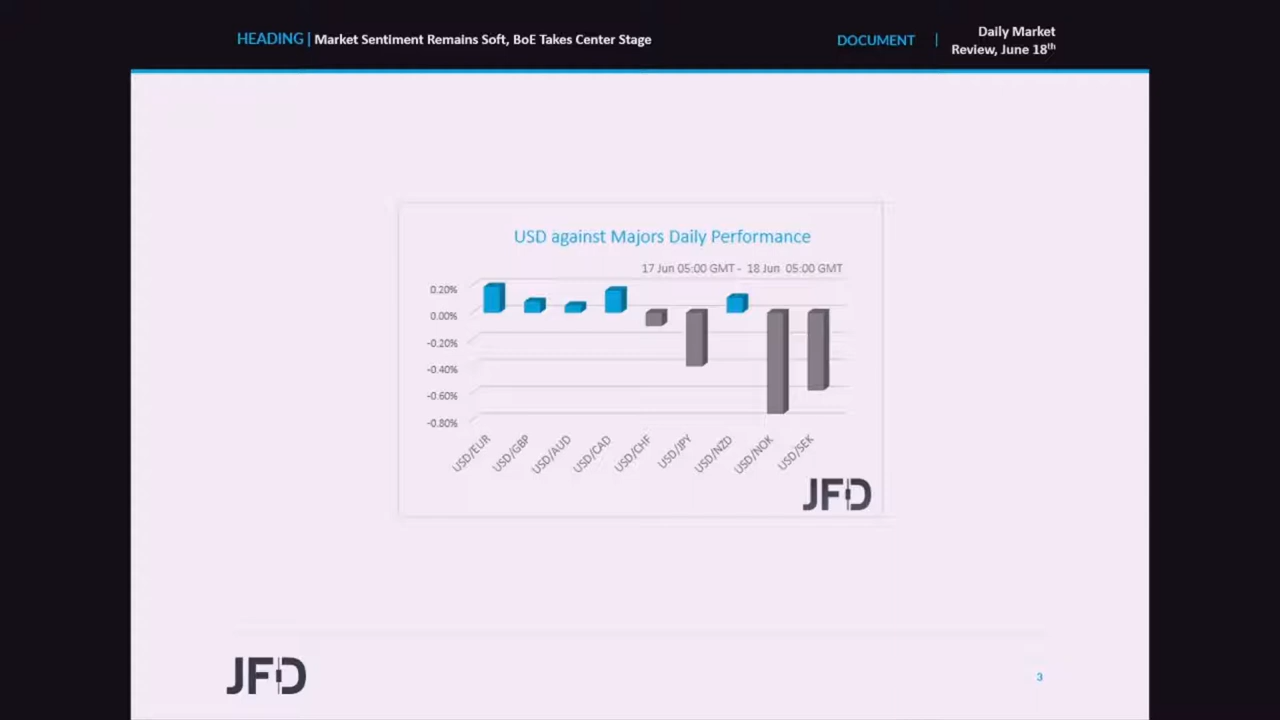 HEADING | Market Sentiment Remains Soft, BoE Takes Center Stage
DOCUMENT | Daily Market
Review, June 18th
USD against Majors Daily Performance
17 Jun 05:00 GMT - 18 Jun 05:00 GMT
0.20%
0.00%
-0.20%
-0.40%
-0.60%
-0.80%
USD/EUR
USD/GBP
USD/AUD
USD/CAD
USD/CHF
USD/JPY
USD/NZD
USD/NOK
USD/SEK
JFD
JFD
3